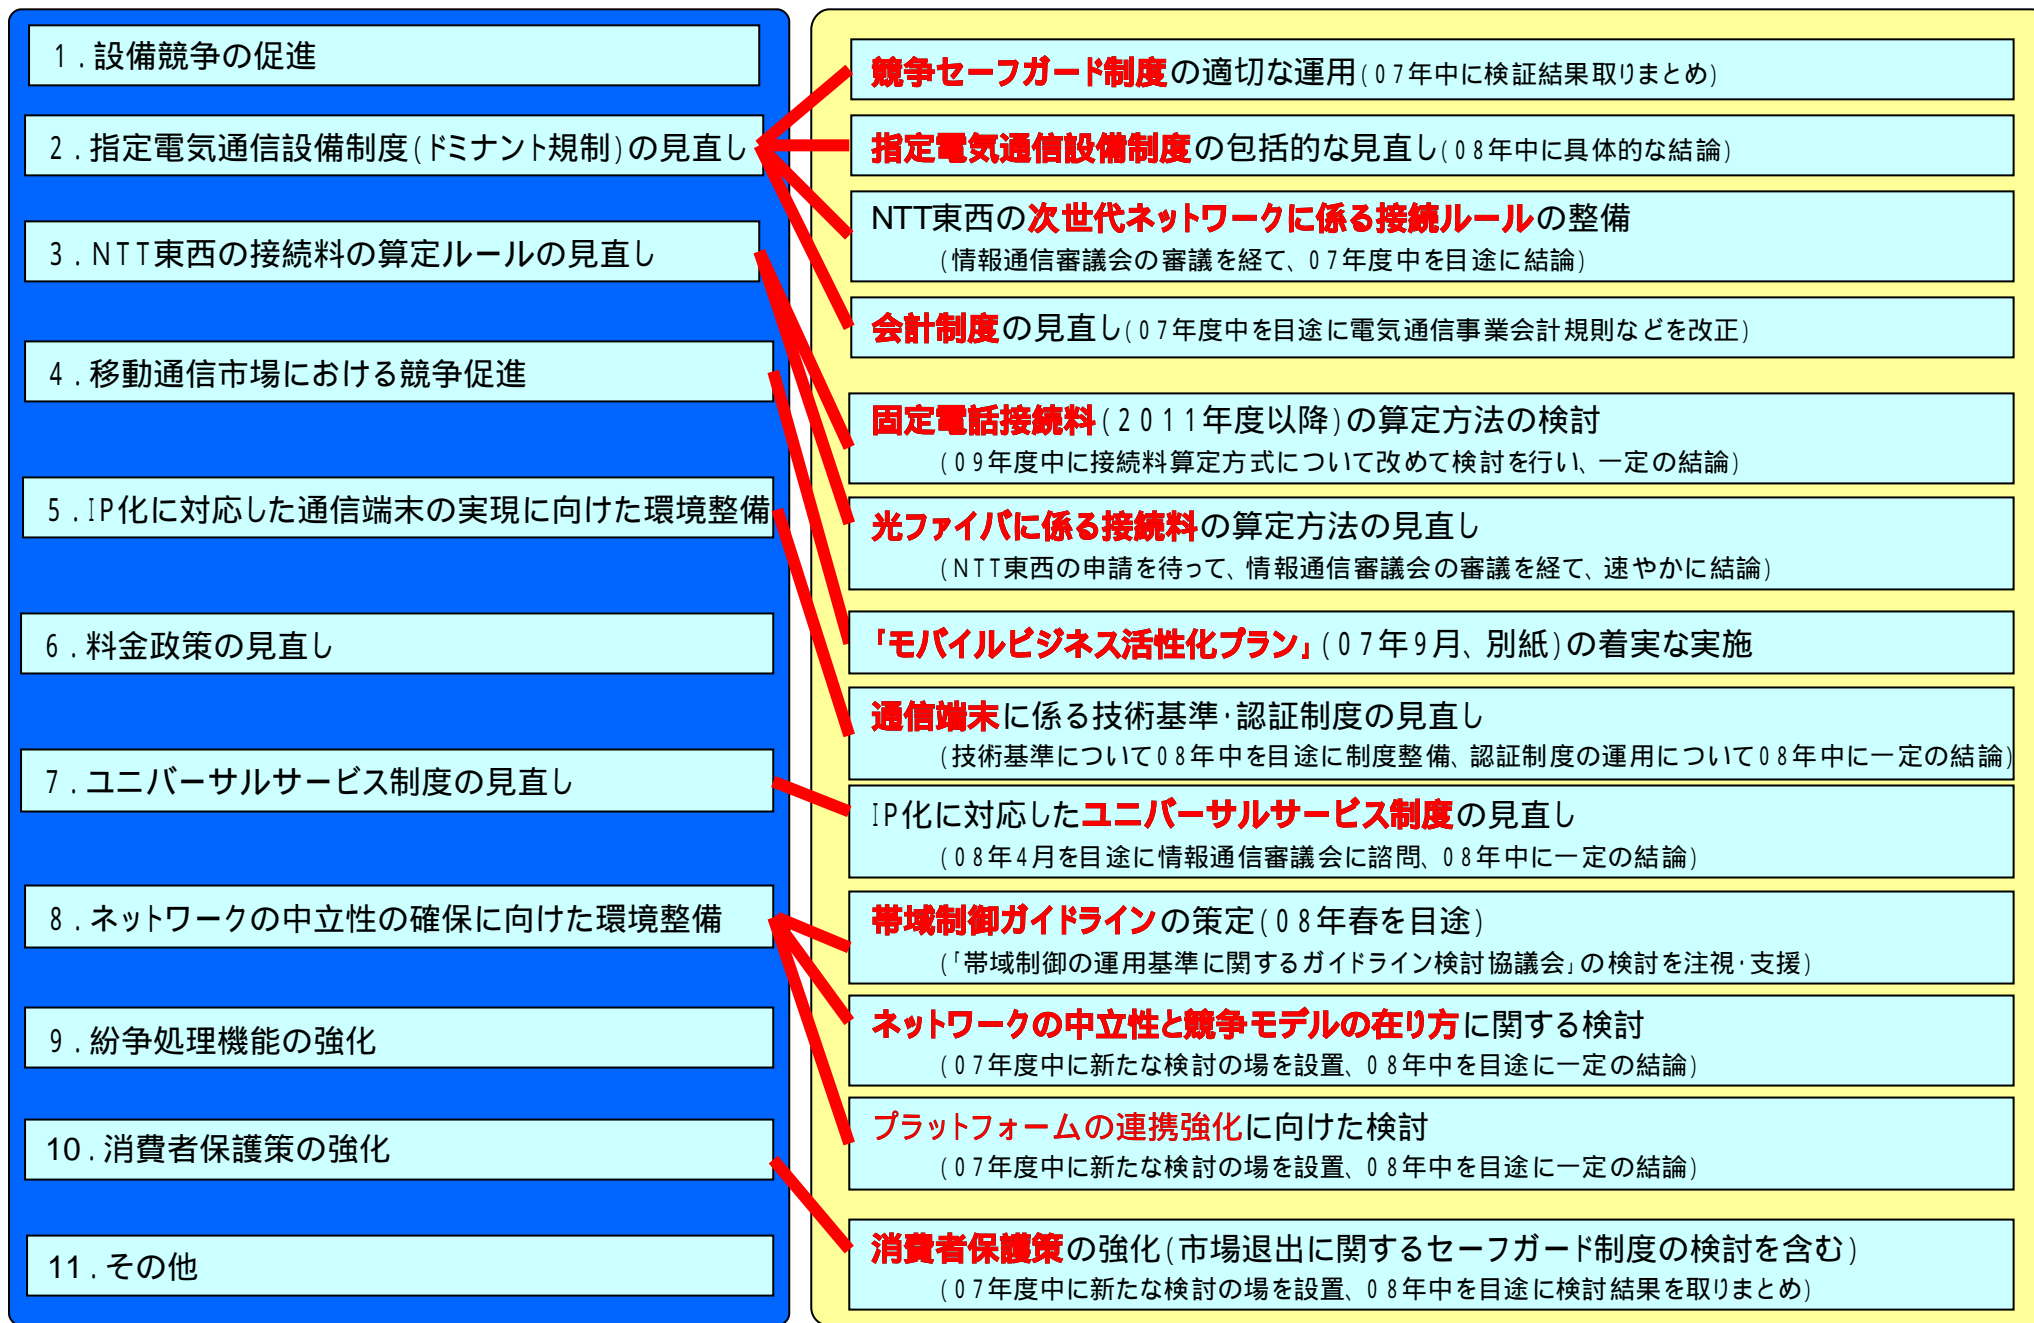 1.設備競争の促進
2.指定電気通信設備制度(ドミナント規制)の見直し
3.NTT東西の接続料の算定ルールの見直し
4.移動通信市場における競争促進
5.IP化に対応した通信端末の実現に向けた環境整備
6.料金政策の見直し
7.ユニバーサルサービス制度の見直し
8.ネットワークの中立性の確保に向けた環境整備
9.紛争処理機能の強化
10.消費者保護策の強化
11.その他
競争セーフガード制度の適切な運用(07年中に検証結果取りまとめ)
指定電気通信設備制度の包括的な見直し(08年中に具体的な結論)
NTT東西の次世代ネットワークに係る接続ルールの整備
(情報通信審議会の審議を経て、07年度中を目途に結論)
会計制度の見直し(07年度中を目途に電気通信事業会計規則などを改正)
固定電話接続料(2011年度以降)の算定方法の検討
(09年度中に接続料算定方式について改めて検討を行い、一定の結論)
光ファイバに係る接続料の算定方法の見直し
(NTT東西の申請を待って、情報通信審議会の審議を経て、速やかに結論)
「モバイルビジネス活性化プラン」(07年9月、別紙)の着実な実施
通信端末に係る技術基準・認証制度の見直し
(技術基準について08年中を目途に制度整備、認証制度の運用について08年中に一定の結論)
IP化に対応したユニバーサルサービス制度の見直し
(08年4月を目途に情報通信審議会に諮問、08年中に一定の結論)
帯域制御ガイドラインの策定(08年春を目途)
(「帯域制御の運用基準に関するガイドライン検討協議会」の検討を注視・支援)
ネットワークの中立性と競争モデルの在り方に関する検討
(07年度中に新たな検討の場を設置、08年中を目途に一定の結論)
プラットフォームの連携強化に向けた検討
(07年度中に新たな検討の場を設置、08年中を目途に一定の結論)
消費者保護策の強化(市場退出に関するセーフガード制度の検討を含む)
(07年度中に新たな検討の場を設置、08年中を目途に検討結果を取りまとめ)